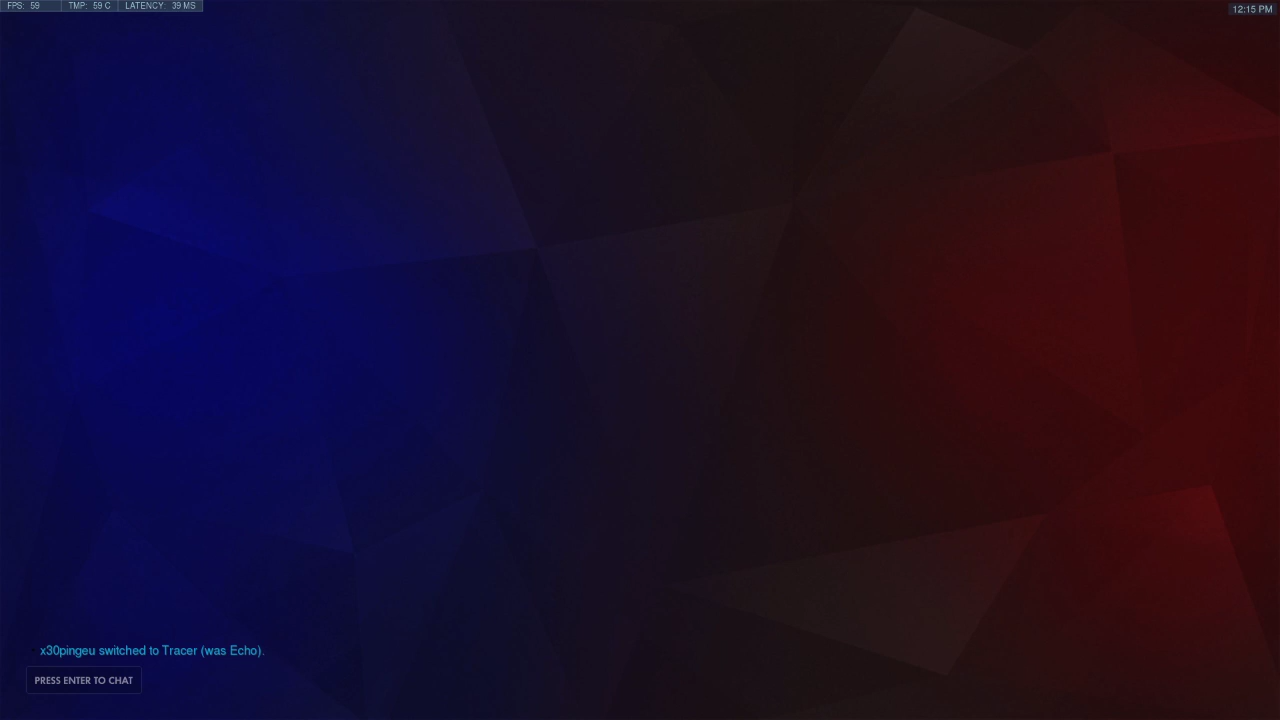 FPS: 59 TMP: 59 C LATENCY: 39 MS
12:15 PM
x30pingeu switched to Tracer (was Echo).
PRESS ENTER TO CHAT